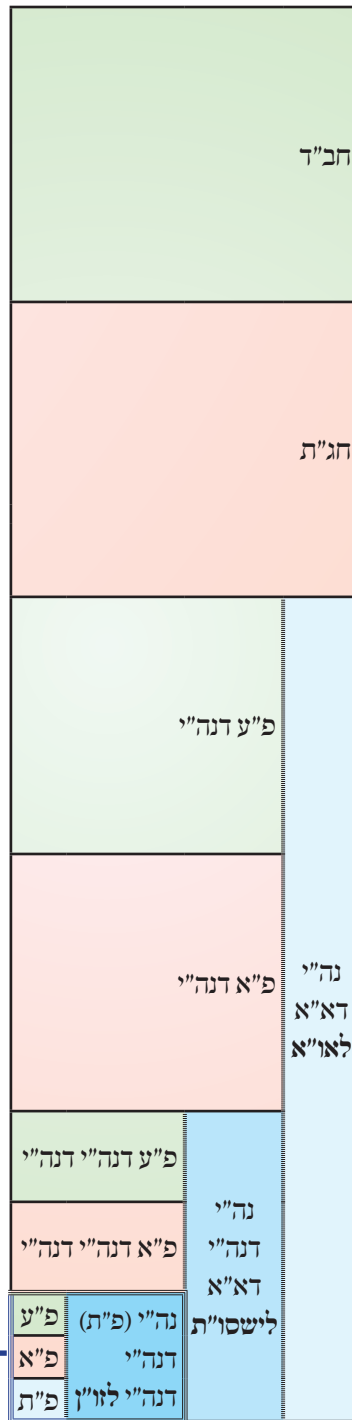 חב"ד
חג"ת
נה"י
דא"א
לאו"א
פ"ע דנה"י
פ"א דנה"י
נה"י
דנה"י
דא"א
לישסו"ת
פ"ע דנה"י דנה"י
פ"א דנה"י דנה"י
נה"י (פ"ת)
דנה"י
דנה"י לזו"ן
פ"ע
פ"א
פ"ת